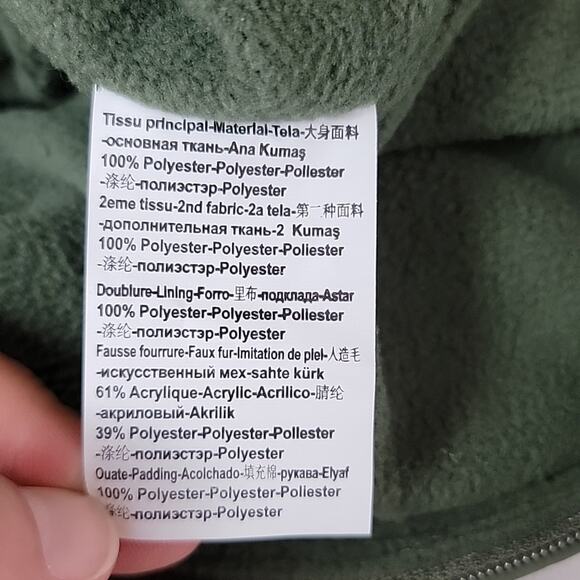 Tissu principal-Material-Tela-大身面料
-основная ткань-Ana Kumaş
100% Polyester-Polyester-Poliester
-涤纶-полиэстэр-Polyester
2eme tissu-2nd fabric-2a tela-第二种面料
-дополнительная ткань-2 Kumaş
100% Polyester-Polyester-Poliester
-涤纶-полиэстэр-Polyester
Doublure-Lining-Forro-里布-подклада-Astar
100% Polyester-Polyester-Poliester
-涤纶-полиэстэр-Polyester
Fausse fourrure-Faux fur-Imitation de piel-人造毛
-искусственный мех-sahte kürk
61% Acrylique-Acrylic-Acrilico-腈纶
-акриловый-Akrilik
39% Polyester-Polyester-Poliester
-涤纶-полиэстэр-Polyester
Ouate-Padding-Acolchado-填充棉-рукава-Elyaf
100% Polyester-Polyester-Poliester
涤纶-полиэстэр-Polyester